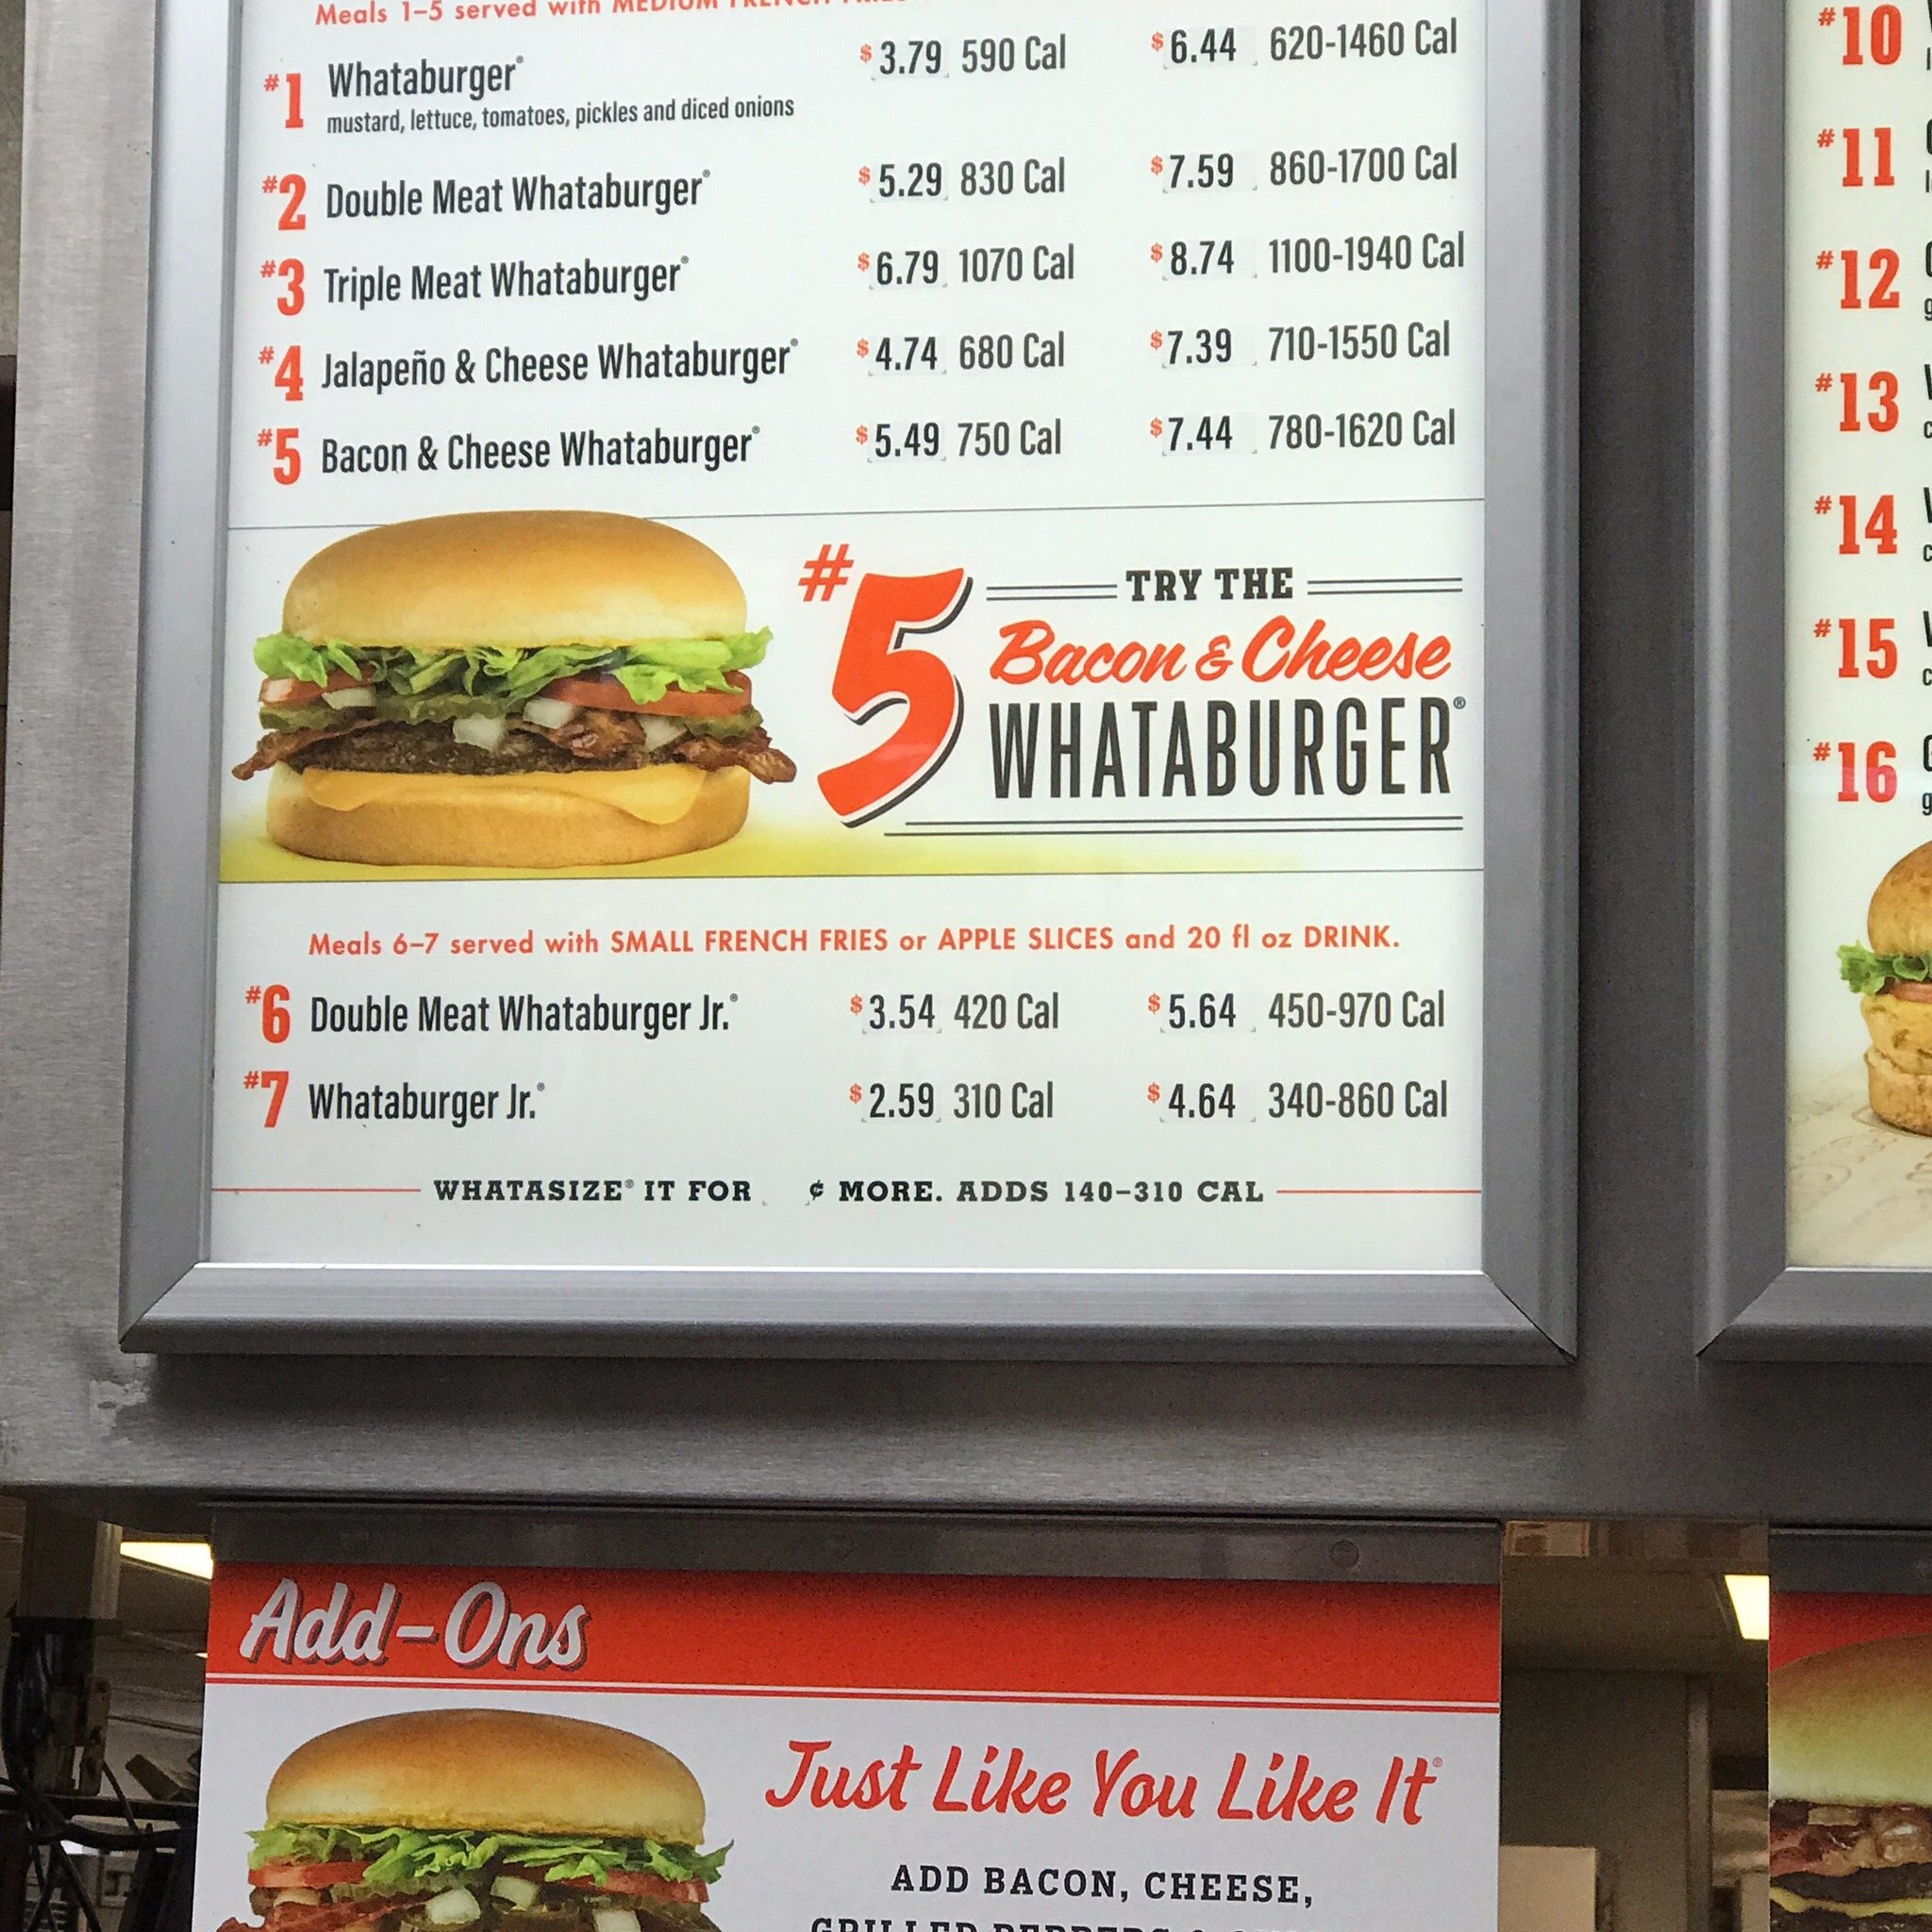 Meals 1–5 served with MEDIUM FRENCH
#1 Whataburger® $3.79 590 Cal $6.44 620-1460 Cal
mustard, lettuce, tomatoes, pickles and diced onions
#2 Double Meat Whataburger® $5.29 830 Cal $7.59 860-1700 Cal
#3 Triple Meat Whataburger® $6.79 1070 Cal $8.74 1100-1940 Cal
#4 Jalapeño & Cheese Whataburger® $4.74 680 Cal $7.39 710-1550 Cal
#5 Bacon & Cheese Whataburger® $5.49 750 Cal $7.44 780-1620 Cal
#5 TRY THE
Bacon & Cheese
WHATABURGER®
Meals 6–7 served with SMALL FRENCH FRIES or APPLE SLICES and 20 fl oz DRINK.
#6 Double Meat Whataburger Jr.® $3.54 420 Cal $5.64 450-970 Cal
#7 Whataburger Jr.® $2.59 310 Cal $4.64 340-860 Cal
WHATASIZE® IT FOR ¢ MORE. ADDS 140–310 CAL
#10
#11
#12
#13
#14
#15
#16
Add-Ons
Just Like You Like It®
ADD BACON, CHEESE,